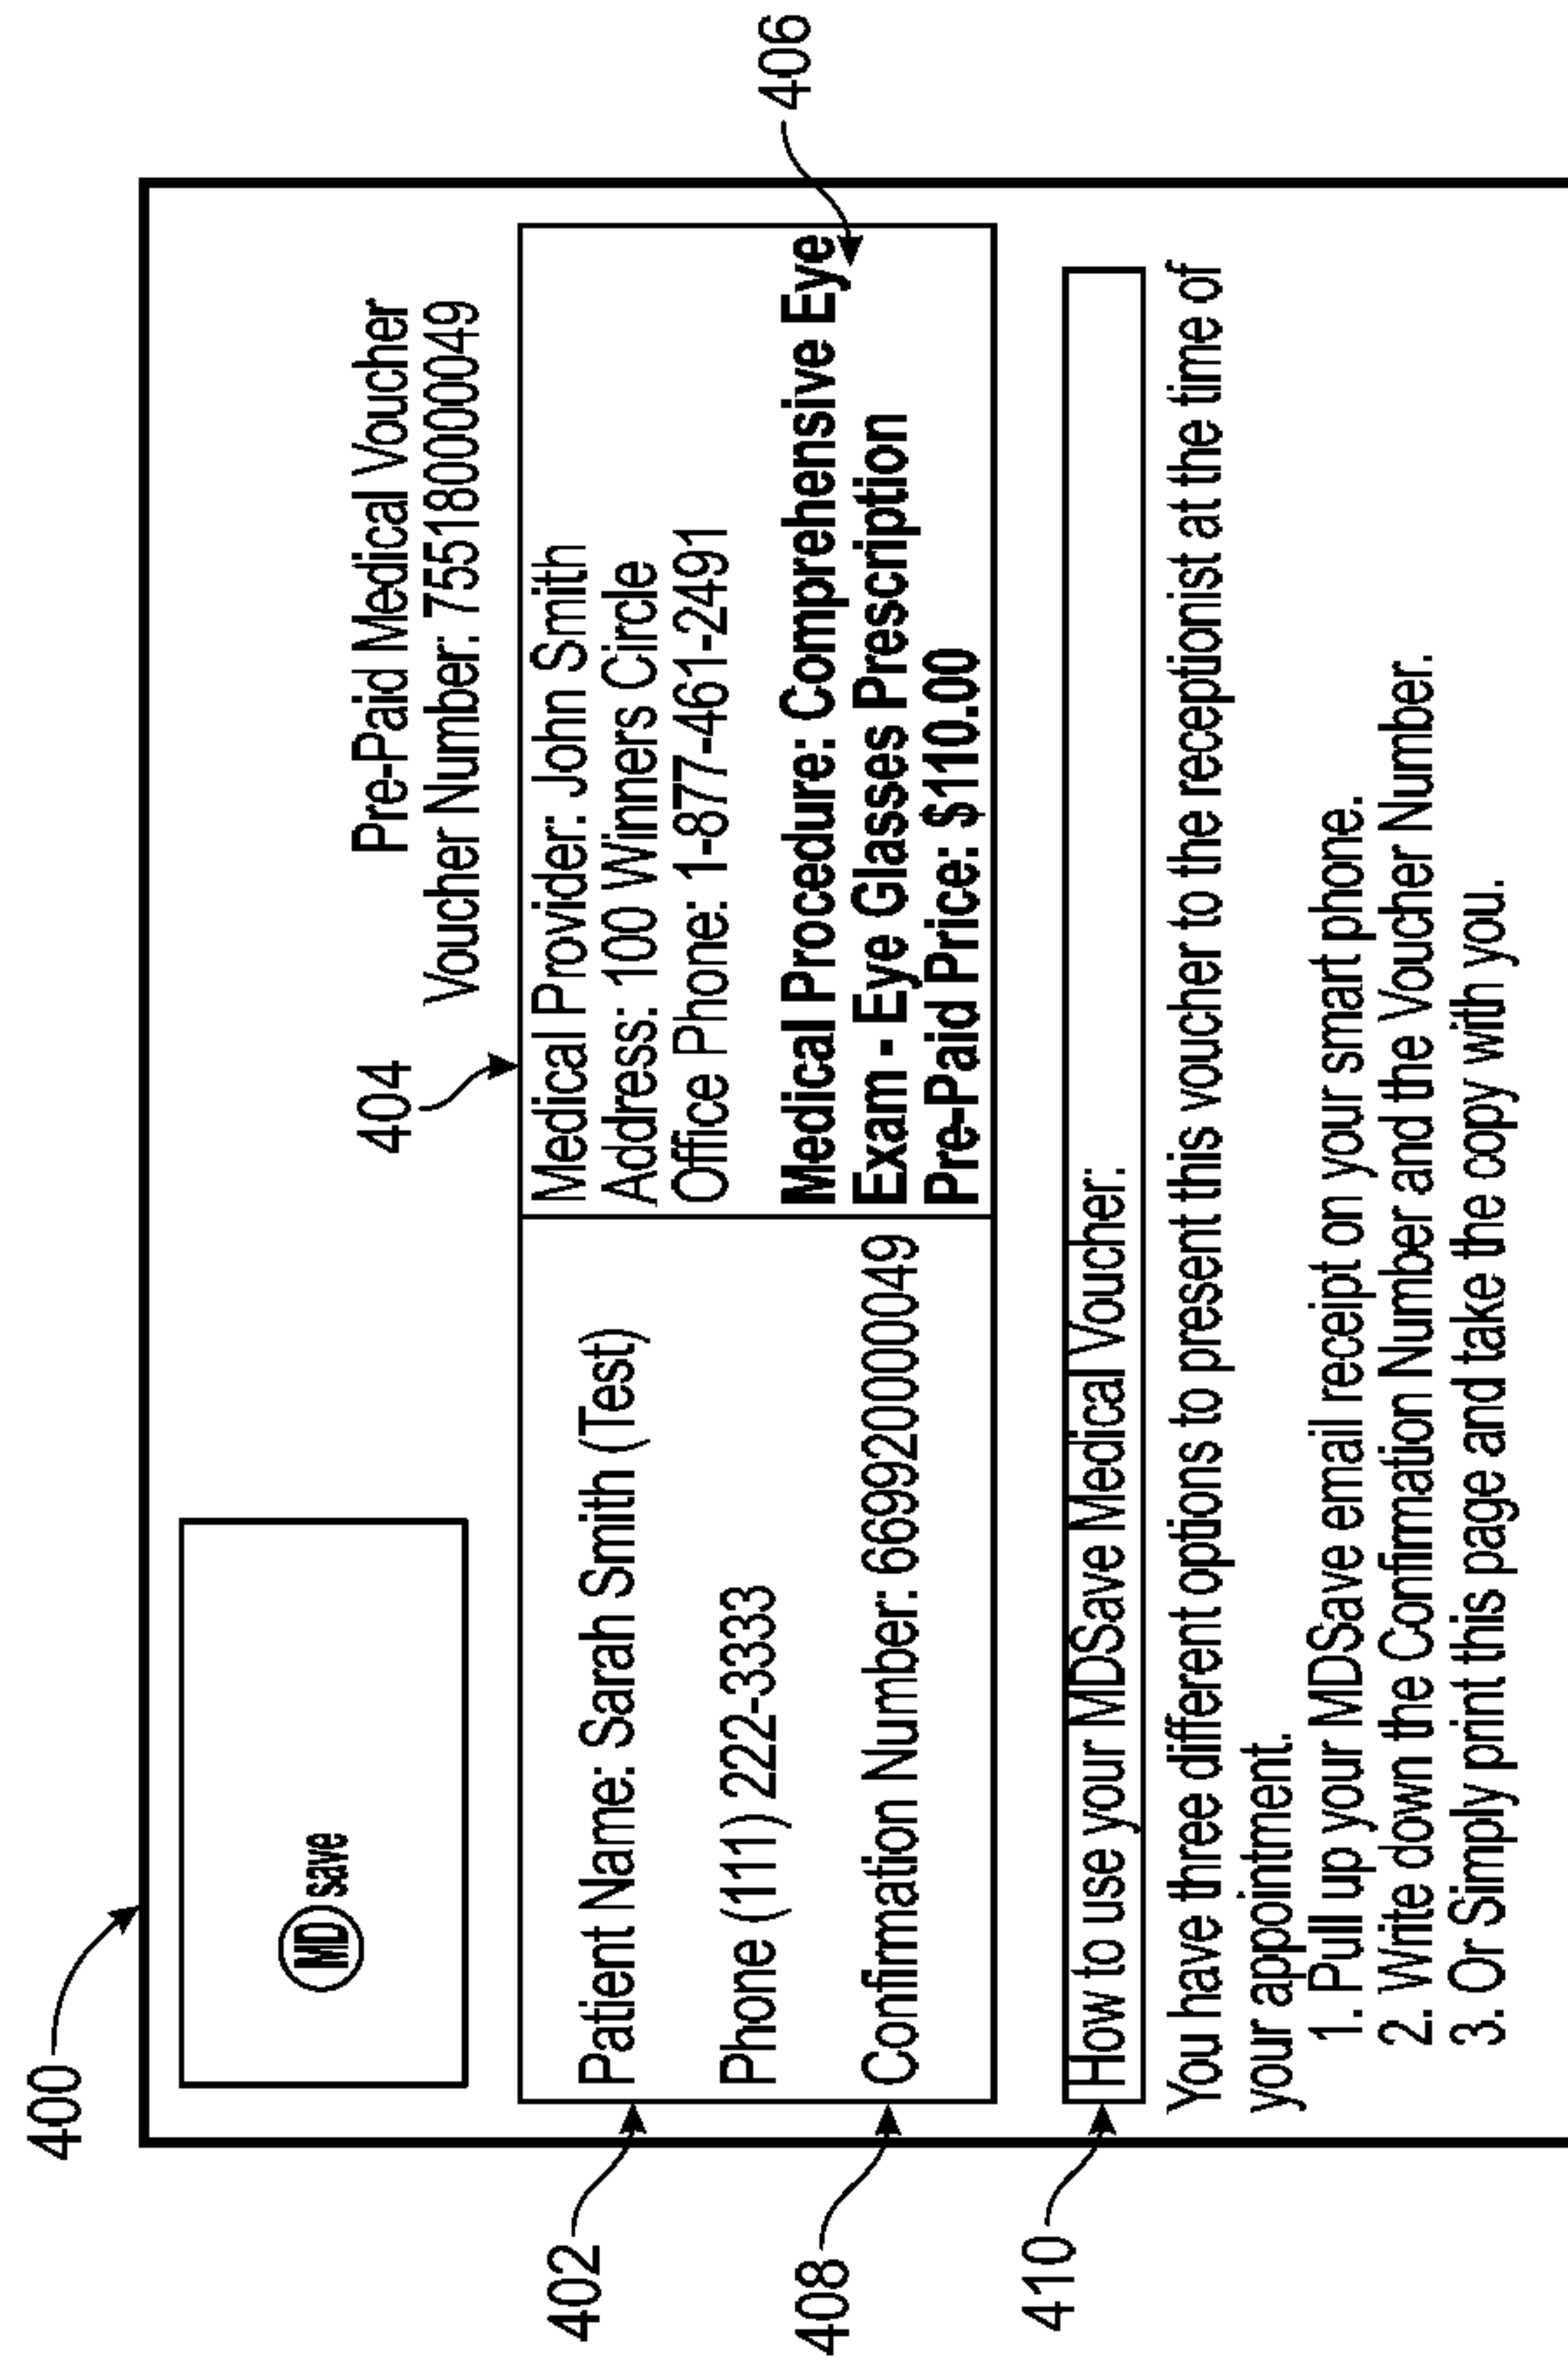 400
MD save
Pre-Paid Medical Voucher
Voucher Number: 755180000049
404
402
Patient Name: Sarah Smith (Test)
Phone (111) 222-3333
408
Confirmation Number: 669920000049
Medical Provider: John Smith
Address: 100 Winners Circle
Office Phone: 1-877-461-2491
Medical Procedure: Comprehensive Eye
Exam - Eye Glasses Prescription
Pre-Paid Price: $110.00
406
410
How to use your MDSave Medical Voucher:
You have three different options to present this voucher to the receptionist at the time of
your appointment.
1. Pull up your MDSave email receipt on your smart phone.
2. Write down the Confirmation Number and the Voucher Number.
3. Or Simply print this page and take the copy with you.